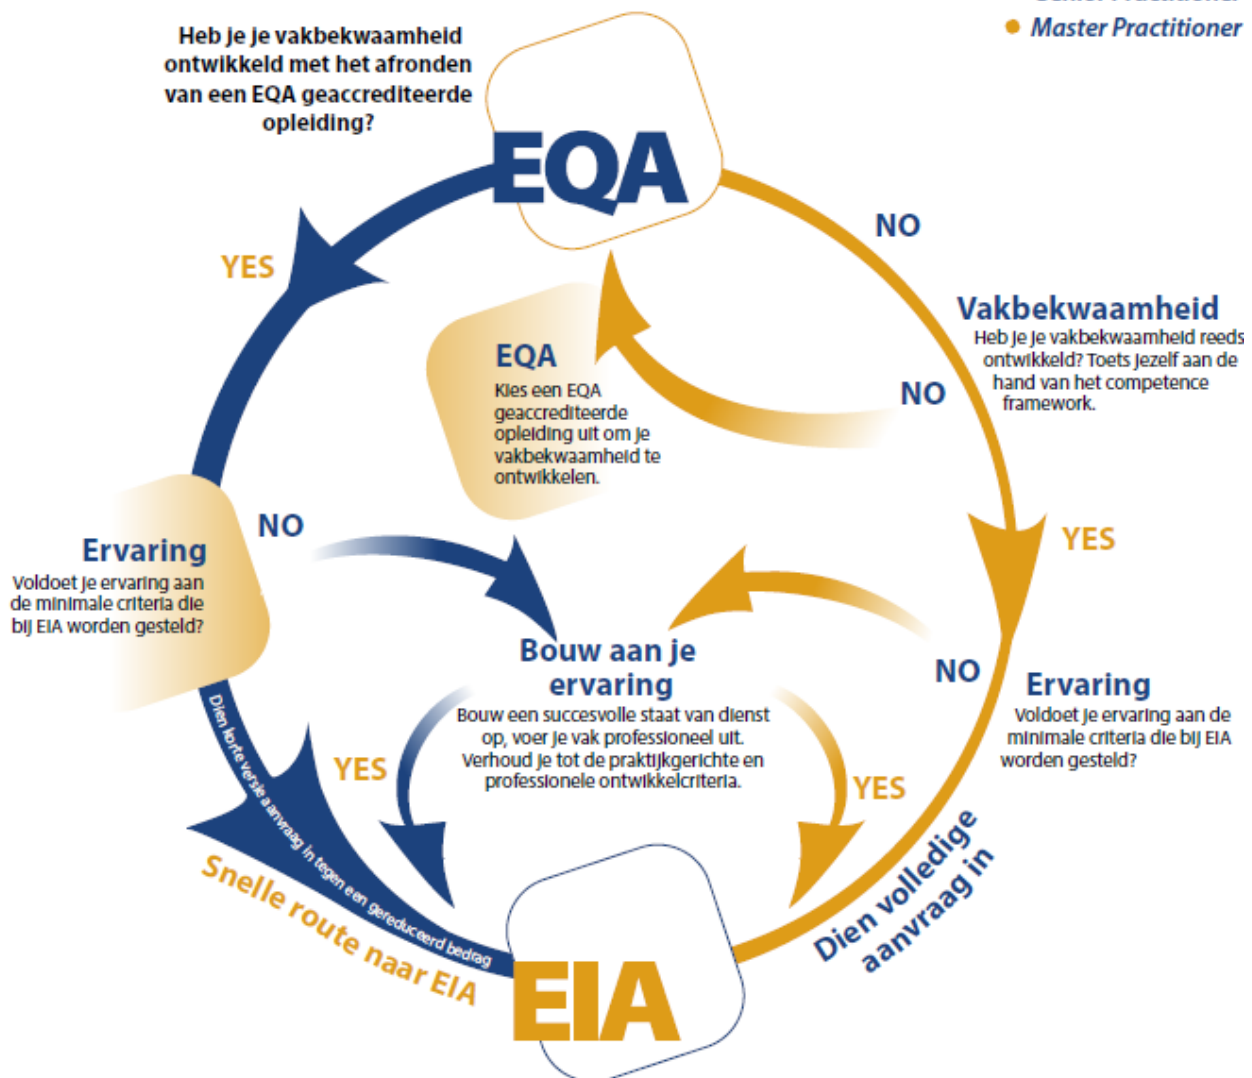 Master Practitioner
Heb je je vakbekwaamheid
ontwikkeld met het afronden
van een EQA geaccrediteerde
opleiding?
EQA
NO
YES
Vakbekwaamheid
Heb je je vakbekwaamheid reeds
ontwikkeld? Toets jezelf aan de
hand van het competence
framework.
EQA
Kies een EQA
geaccrediteerde
opleiding uit om je
vakbekwaamheid te
ontwikkelen.
NO
NO
YES
Ervaring
Voldoet je ervaring aan
de minimale criteria die
bij EIA worden gesteld?
Bouw aan je
ervaring
Bouw een succesvolle staat van dienst
op, voer je vak professioneel uit.
Verhoud je tot de praktijkgerichte en
professionele ontwikkelcriteria.
NO
Ervaring
Voldoet je ervaring aan de
minimale criteria die bij EIA
worden gesteld?
YES
YES
Dien korte versie aanvraag in tegen een gereduceerd bedrag
Snelle route naar EIA
Dien volledige
aanvraag in
EIA